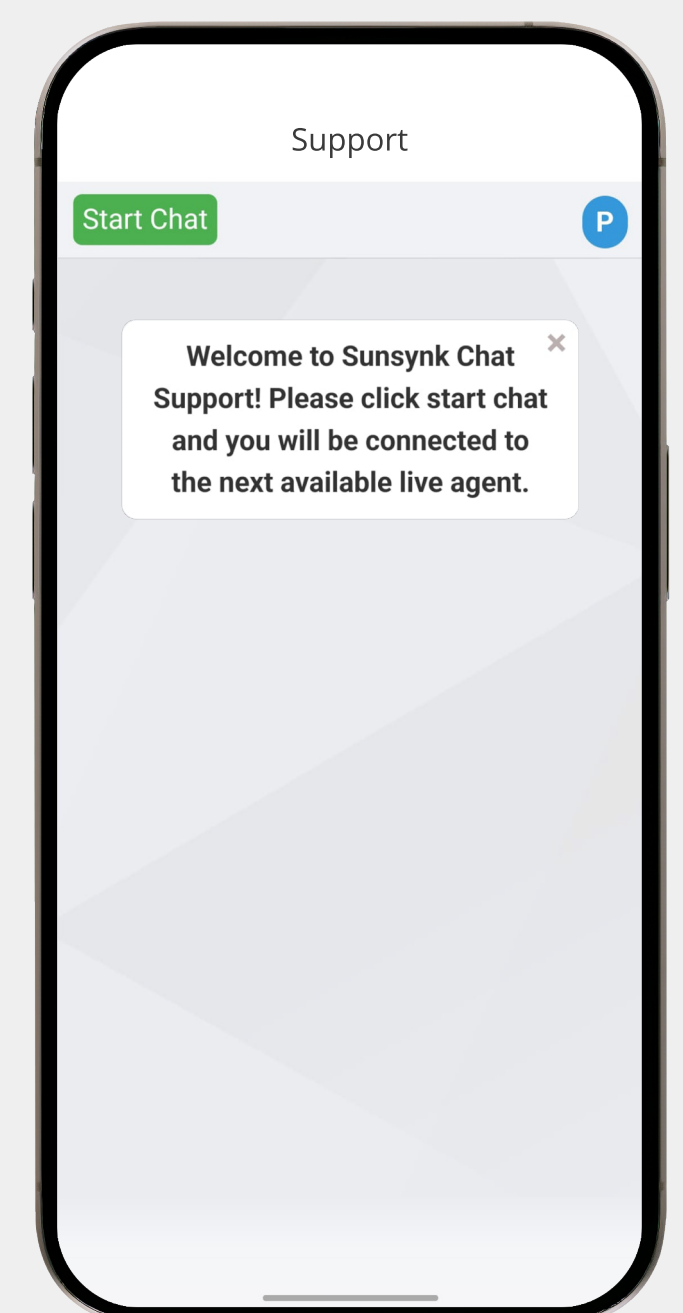 Support
Start Chat
P
Welcome to Sunsynk Chat
Support! Please click start chat
and you will be connected to
the next available live agent.